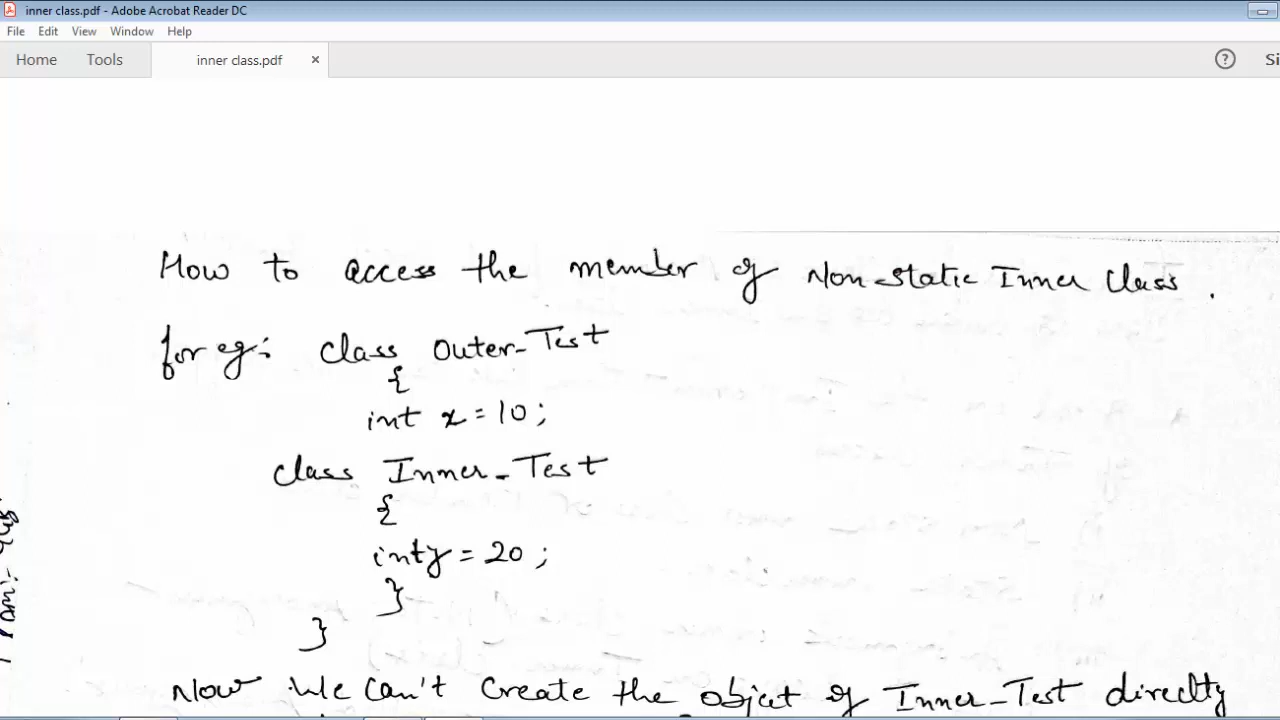 inner class.pdf - Adobe Acrobat Reader DC
File Edit View Window Help
Home Tools inner class.pdf × ? Si
How to access the member of Non-static Inner Class .
for eg: class Outer-Test
{
int x = 10 ;
class Inner-Test
{
int y = 20 ;
}
}
Now We can't create the object of Inner-Test directly